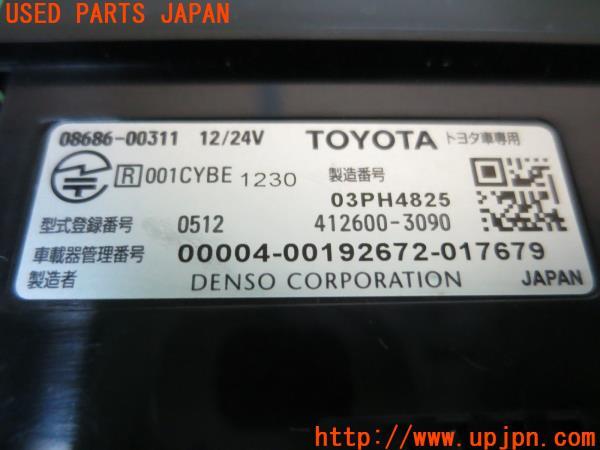 USED PARTS JAPAN
08686-00311 12/24V TOYOTA トヨタ車専用
R 001CYBE 1230 製造番号
03PH4825
型式登録番号 0512 412600-3090
車載器管理番号 00004-00192672-017679
製造者 DENSO CORPORATION JAPAN
http://www.upjpn.com